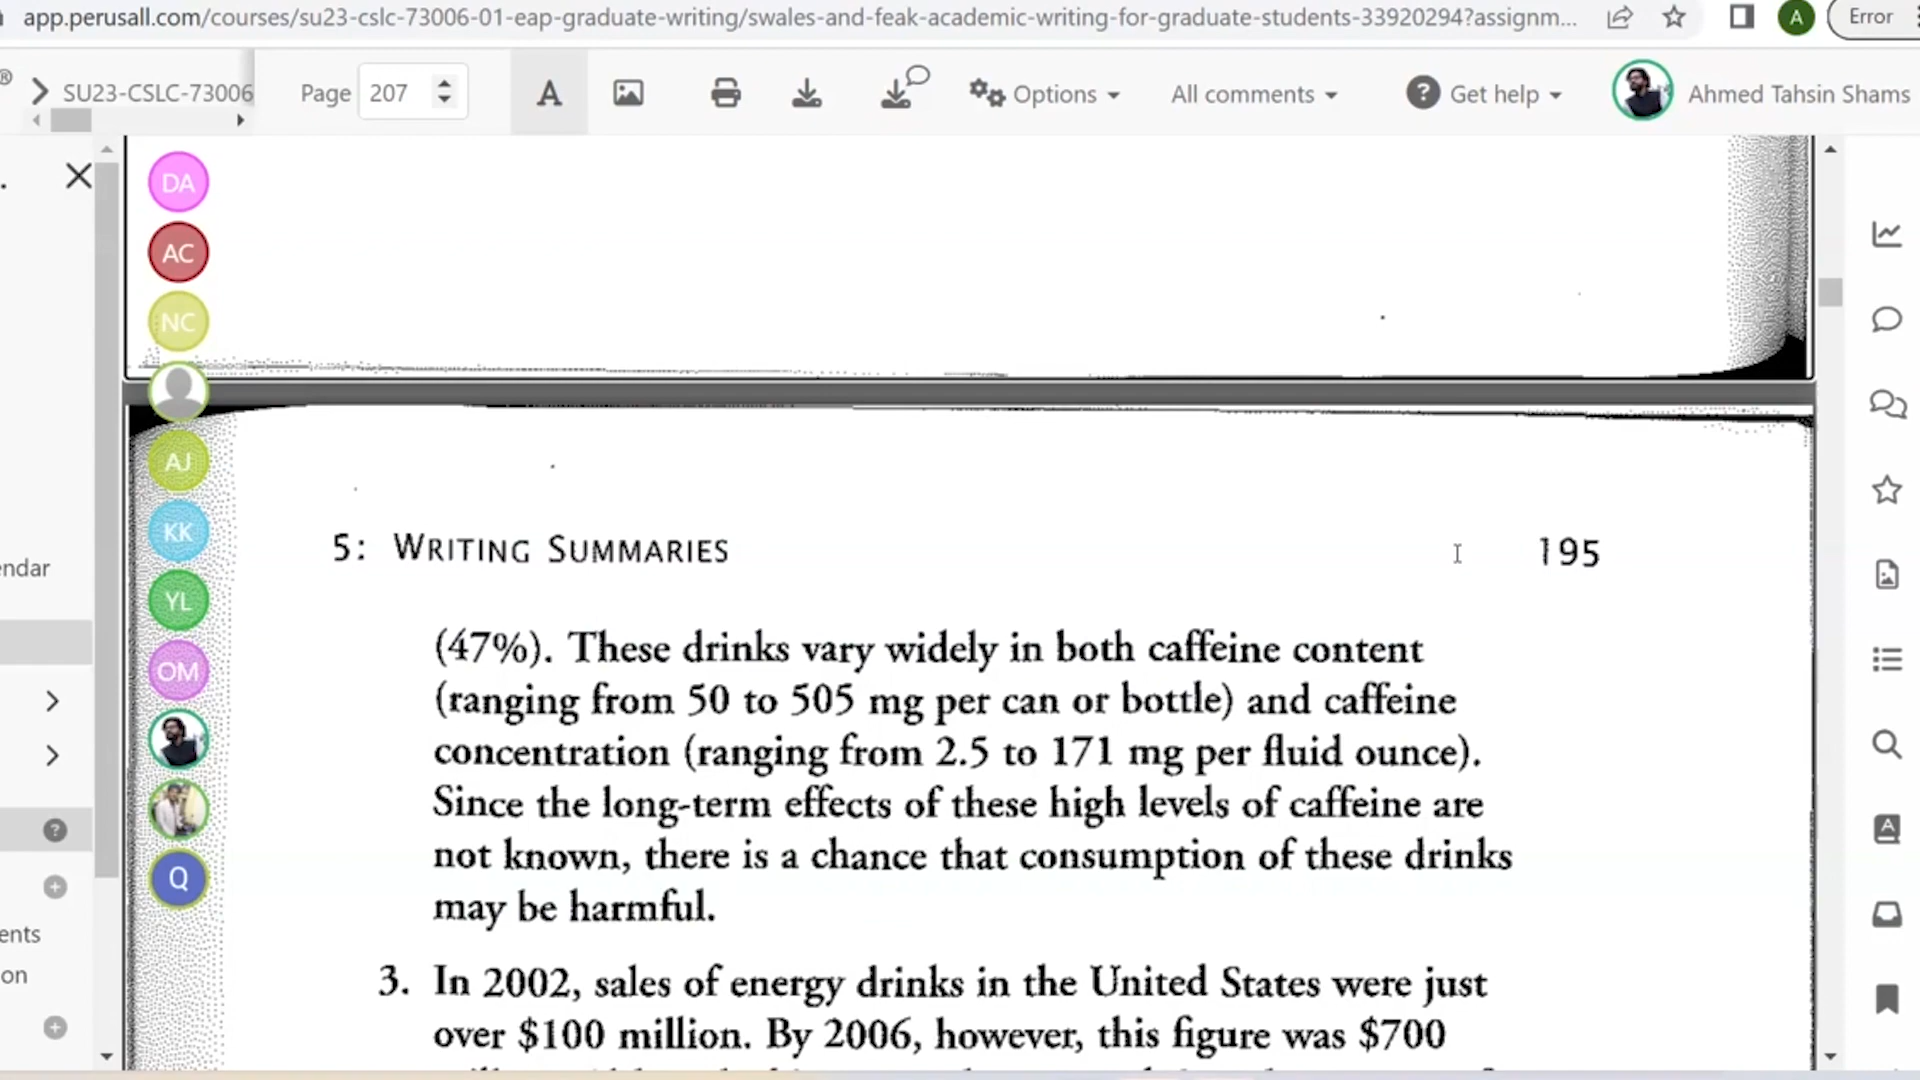 app.perusall.com/courses/su23-cslc-73006-01-eap-graduate-writing/swales-and-feak-academic-writing-for-graduate-students-33920294?assignm...
A
Error
SU23-CSLC-73006
Page 207
A
Options
All comments
Get help
Ahmed Tahsin Shams
DA
AC
NC
AJ
KK
YL
OM
Q
endar
ents
on
5: WRITING SUMMARIES 195
(47%). These drinks vary widely in both caffeine content
(ranging from 50 to 505 mg per can or bottle) and caffeine
concentration (ranging from 2.5 to 171 mg per fluid ounce).
Since the long-term effects of these high levels of caffeine are
not known, there is a chance that consumption of these drinks
may be harmful.
3. In 2002, sales of energy drinks in the United States were just
over $100 million. By 2006, however, this figure was $700